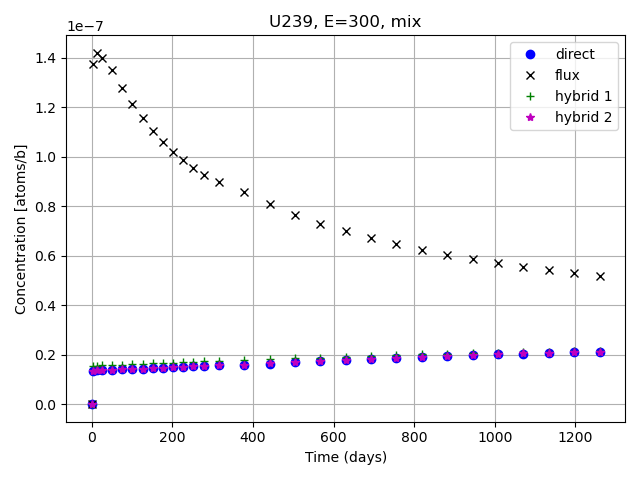 U239, E=300, mix
1e−7
1.4
1.2
1.0
0.8
0.6
0.4
0.2
0.0
Concentration [atoms/b]
direct
flux
hybrid 1
hybrid 2
0 200 400 600 800 1000 1200
Time (days)